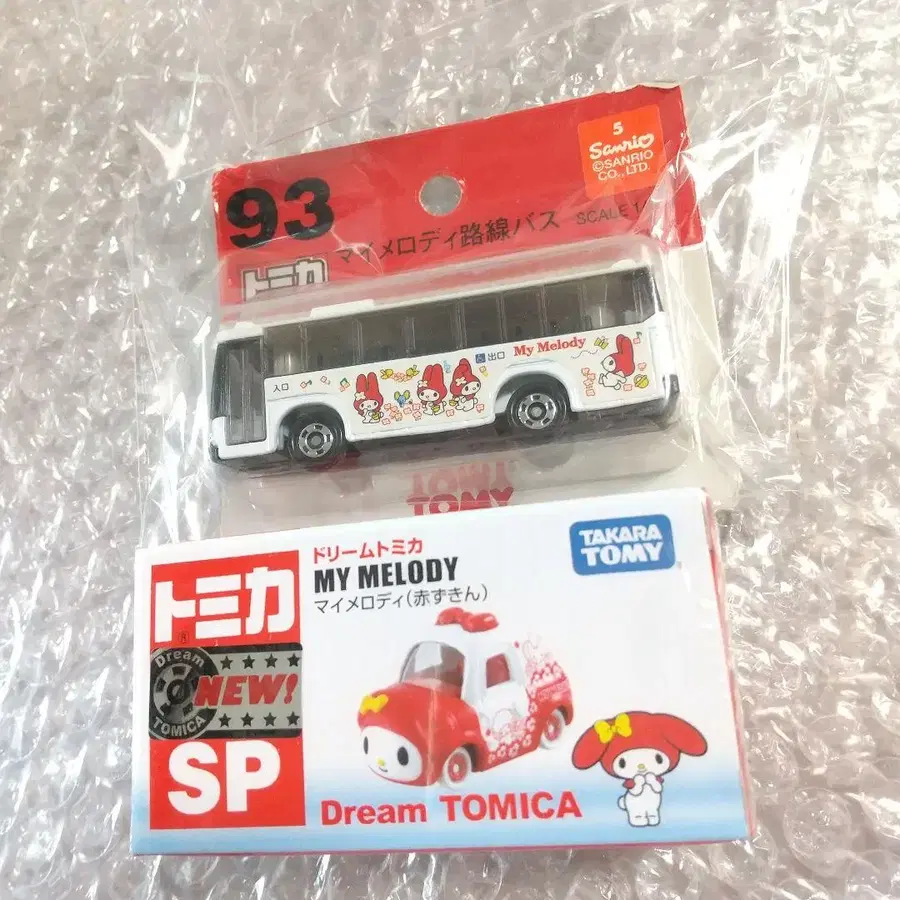 93
トミカ
マイメロディ路線バス SCALE 1
5
Sanrio
©SANRIO
CO., LTD.
入口
出口
My Melody
TOMY
トミカ
®
Dream
NEW!
TOMICA
SP
ドリームトミカ
MY MELODY
マイメロディ(赤ずきん)
TAKARA
TOMY
Dream TOMICA